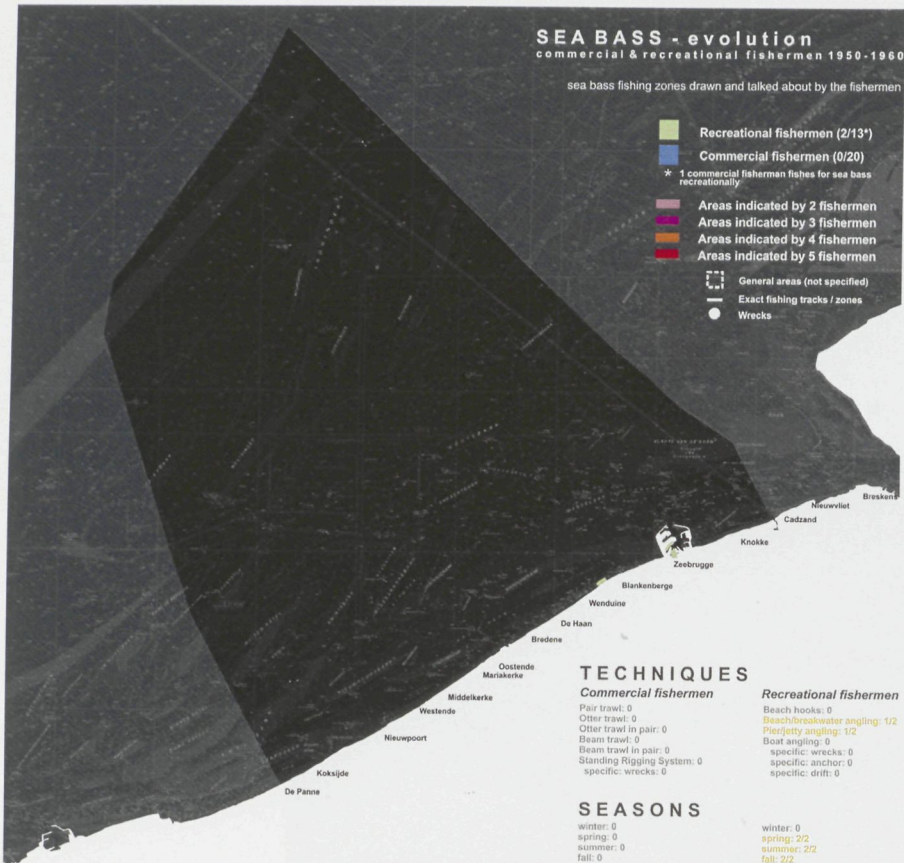 SEA BASS - evolution
commercial & recreational fishermen 1950-1960
sea bass fishing zones drawn and talked about by the fishermen
Recreational fishermen (2/13*)
Commercial fishermen (0/20)
* 1 commercial fisherman fishes for sea bass
recreationally
Areas indicated by 2 fishermen
Areas indicated by 3 fishermen
Areas indicated by 4 fishermen
Areas indicated by 5 fishermen
General areas (not specified)
Exact fishing tracks / zones
Wrecks
Breskens
Nieuwvliet
Cadzand
Knokke
Zeebrugge
Blankenberge
Wenduine
De Haan
Bredene
Oostende
Mariakerke
Middelkerke
Westende
Nieuwpoort
Koksijde
De Panne
TECHNIQUES
Commercial fishermen
Pair trawl: 0
Otter trawl: 0
Otter trawl in pair: 0
Beam trawl: 0
Beam trawl in pair: 0
Standing Rigging System: 0
specific: wrecks: 0
Recreational fishermen
Beach hooks: 0
Beach/breakwater angling: 1/2
Pier/jetty angling: 1/2
Boat angling: 0
specific: wrecks: 0
specific: anchor: 0
specific: drift: 0
SEASONS
winter: 0
spring: 0
summer: 0
fall: 0
winter: 0
spring: 2/2
summer: 2/2
fall: 2/2